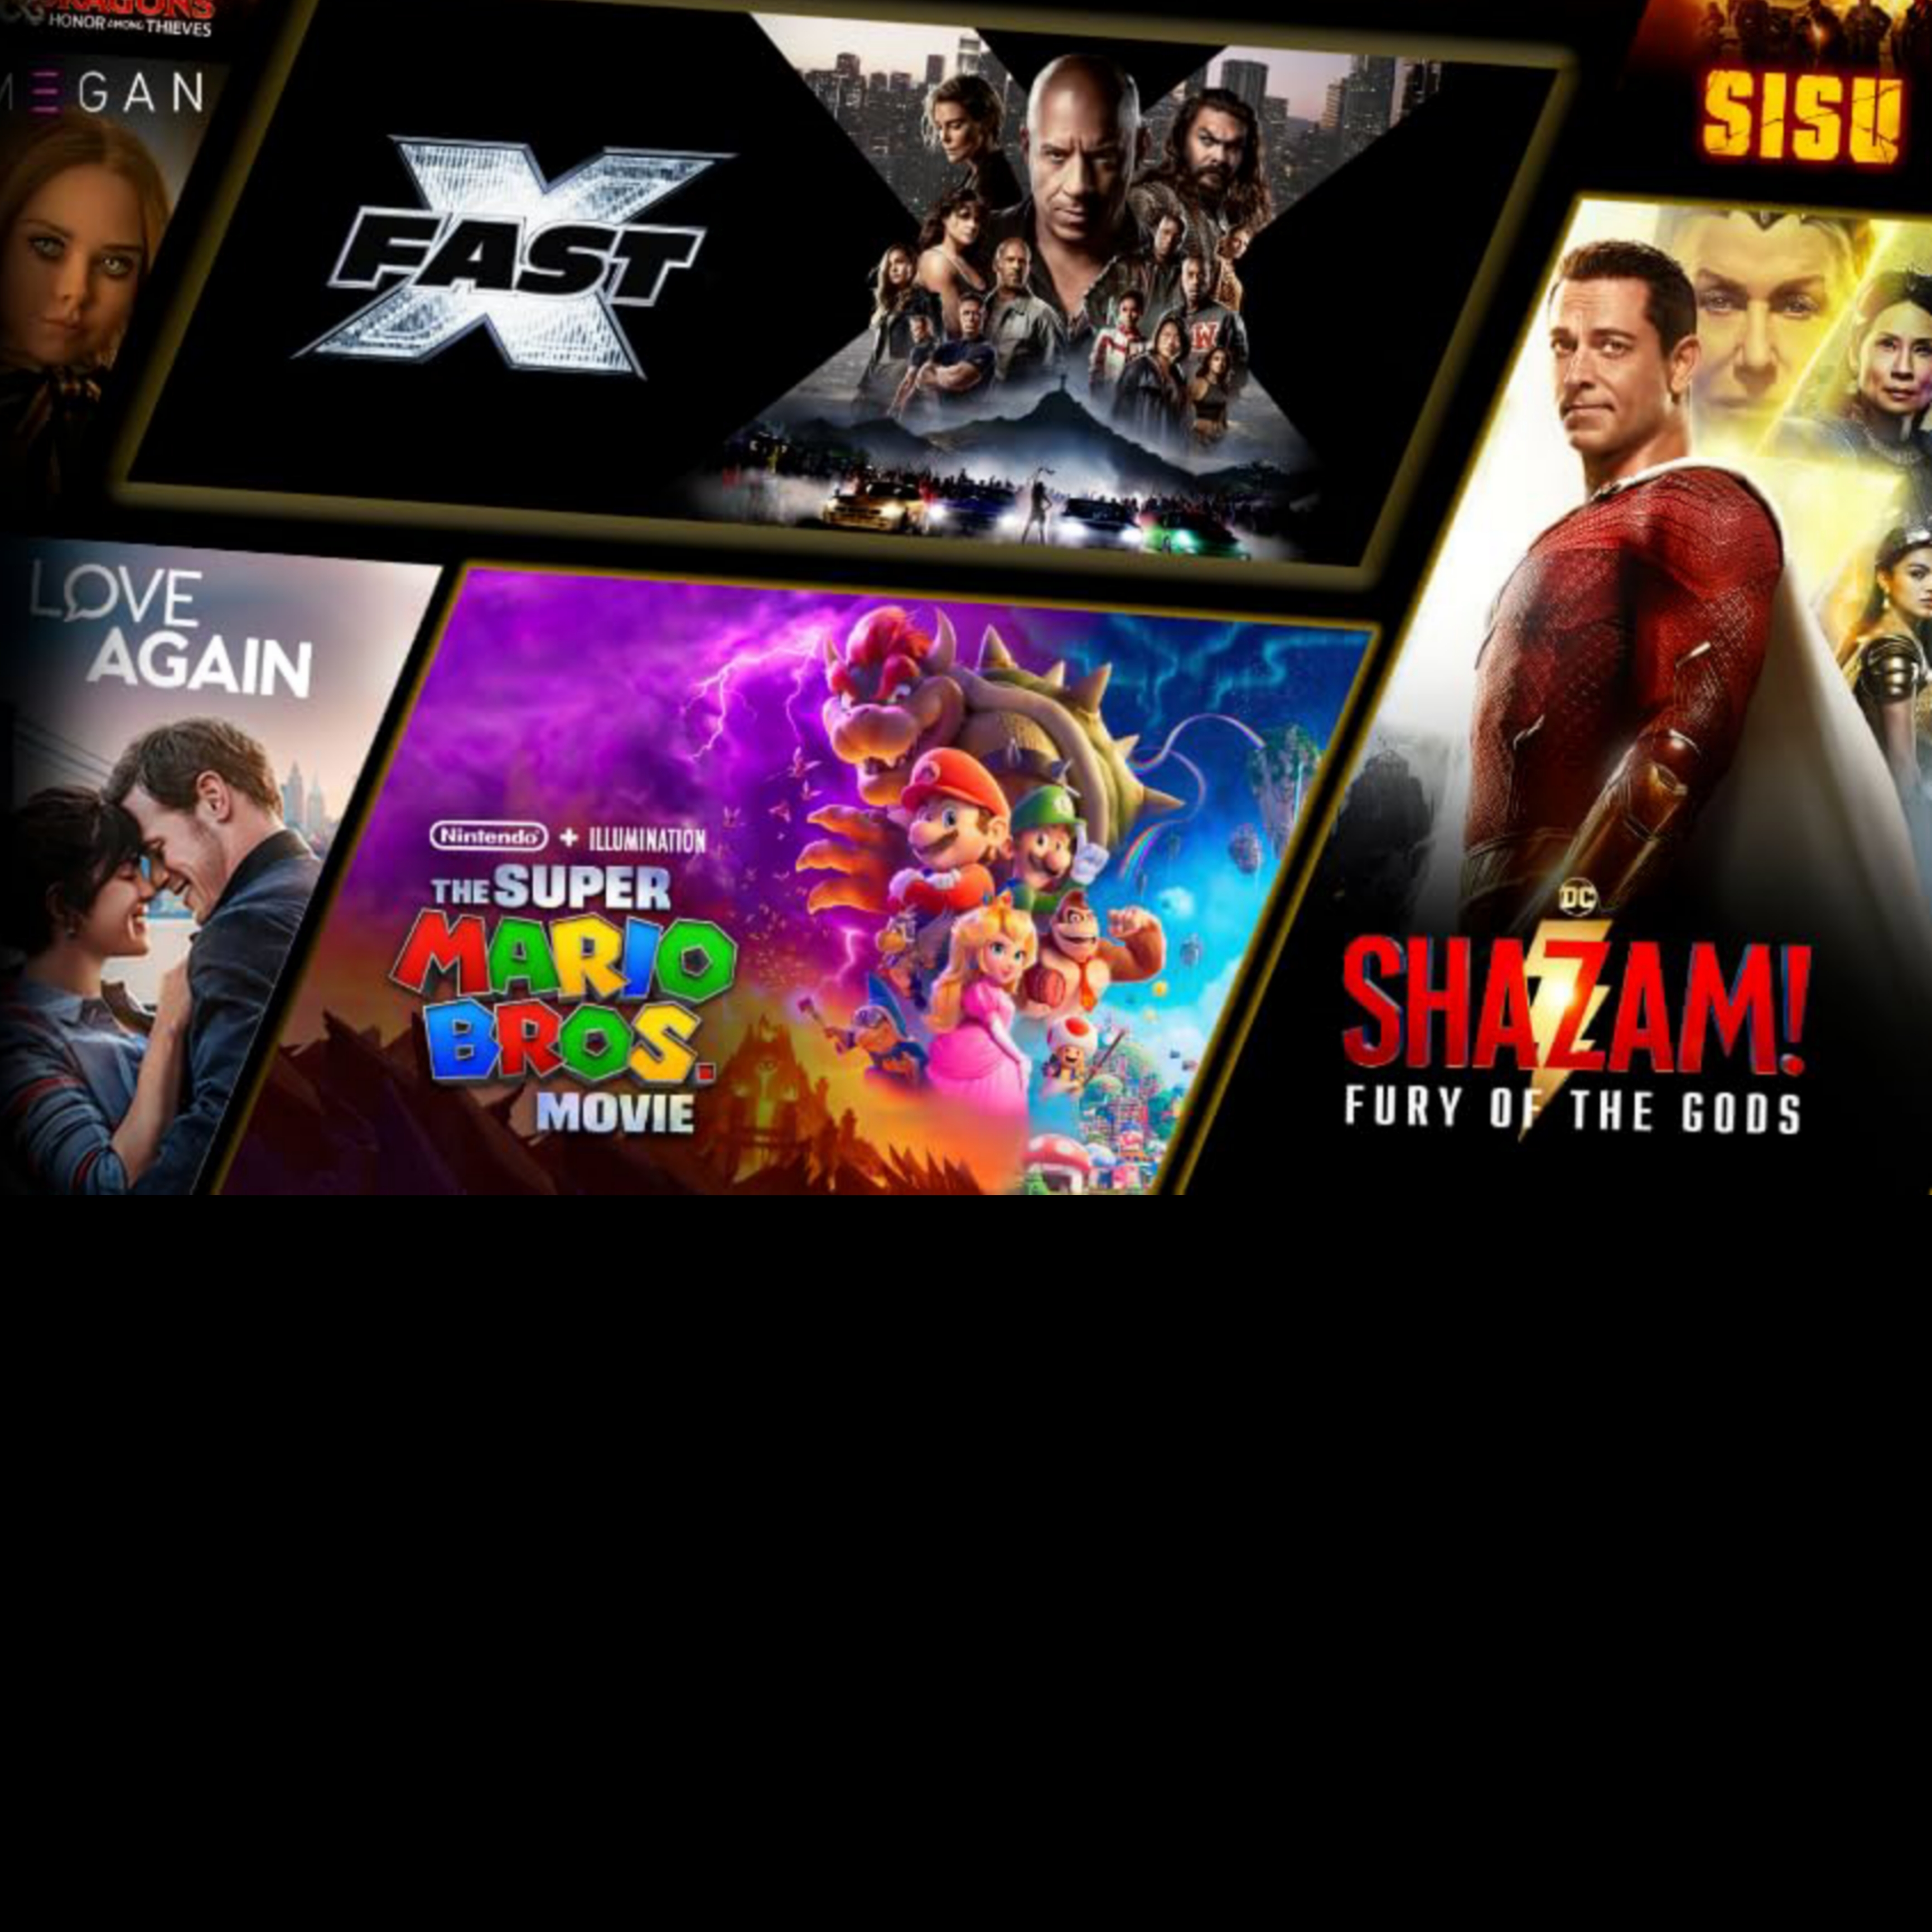 DRAGONS
HONOR AMONG THIEVES
MEGAN
FAST
X
SISU
LOVE
AGAIN
Nintendo + ILLUMINATION
THE SUPER
MARIO
BROS.
MOVIE
DC
SHAZAM!
FURY OF THE GODS